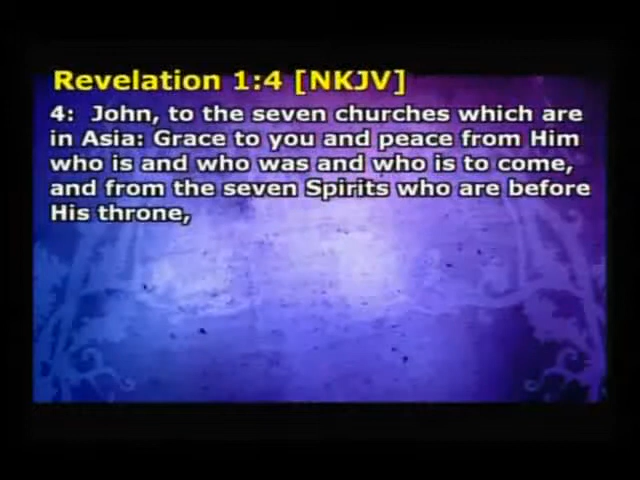 Revelation 1:4 [NKJV]
4:  John, to the seven churches which are
in Asia: Grace to you and peace from Him
who is and who was and who is to come,
and from the seven Spirits who are before
His throne,